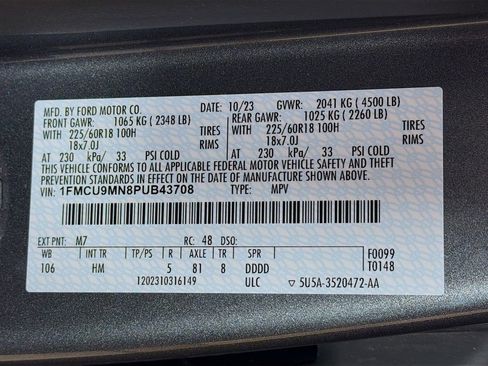 MFD. BY FORD MOTOR CO. DATE: 10/23 GVWR: 2041 KG ( 4500 LB)
FRONT GAWR: 1065 KG ( 2348 LB) REAR GAWR: 1025 KG ( 2260 LB)
WITH TIRES WITH TIRES
225/60R18 100H 225/60R18 100H
18x7.0J RIMS 18x7.0J RIMS
AT 230 kPa/ 33 PSI COLD AT 230 kPa/ 33 PSI COLD
THIS VEHICLE CONFORMS TO ALL APPLICABLE FEDERAL MOTOR VEHICLE SAFETY AND THEFT
PREVENTION STANDARDS IN EFFECT ON THE DATE OF MANUFACTURE SHOWN ABOVE.
VIN: 1FMCU9MN8PUB43708 TYPE: MPV
EXT PNT: M7 RC: 48 DSO: F0099
WB TP/PS R AXLE TR SPR T0148
106 HM 5 81 8 DDDD
1202310316149 ULC ▽ 5U5A-3520472-AA